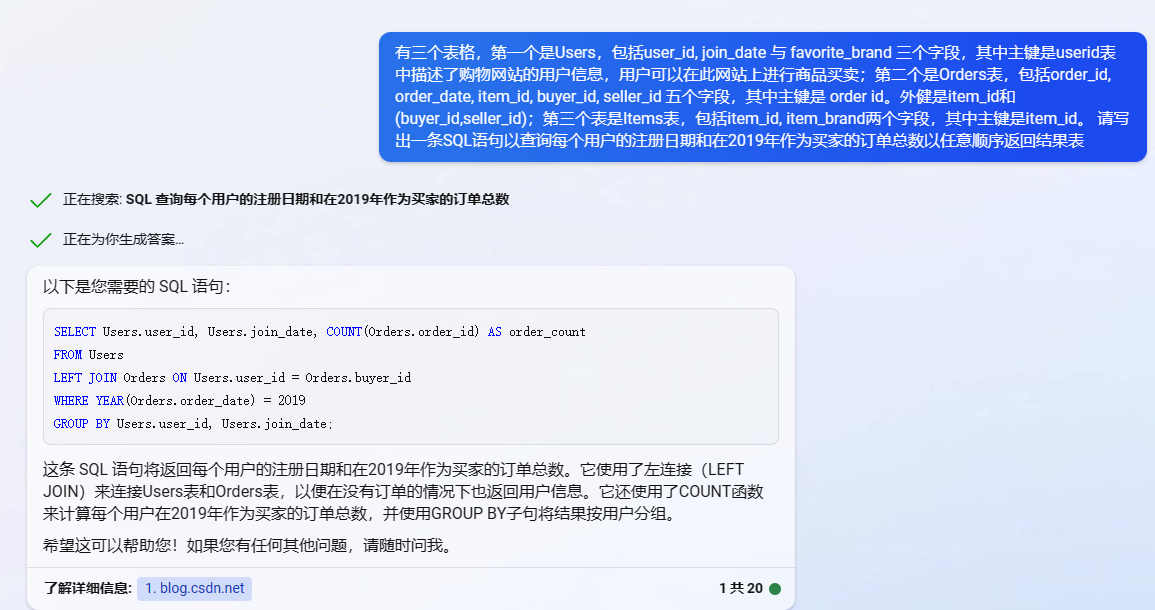 有三个表格，第一个是Users，包括user_id, join_date 与 favorite_brand 三个字段，其中主键是userid表
中描述了购物网站的用户信息，用户可以在此网站上进行商品买卖；第二个是Orders表，包括order_id,
order_date, item_id, buyer_id, seller_id 五个字段，其中主键是 order id。外健是item_id和
(buyer_id,seller_id)；第三个表是Items表，包括item_id, item_brand两个字段，其中主键是item_id。 请写
出一条SQL语句以查询每个用户的注册日期和在2019年作为买家的订单总数以任意顺序返回结果表
正在搜索: SQL 查询每个用户的注册日期和在2019年作为买家的订单总数
正在为你生成答案...
以下是您需要的 SQL 语句：
SELECT Users.user_id, Users.join_date, COUNT(Orders.order_id) AS order_count
FROM Users
LEFT JOIN Orders ON Users.user_id = Orders.buyer_id
WHERE YEAR(Orders.order_date) = 2019
GROUP BY Users.user_id, Users.join_date;
这条 SQL 语句将返回每个用户的注册日期和在2019年作为买家的订单总数。它使用了左连接（LEFT
JOIN）来连接Users表和Orders表，以便在没有订单的情况下也返回用户信息。它还使用了COUNT函数
来计算每个用户在2019年作为买家的订单总数，并使用GROUP BY子句将结果按用户分组。
希望这可以帮助您！如果您有任何其他问题，请随时问我。
了解详细信息: 1. blog.csdn.net 1 共 20